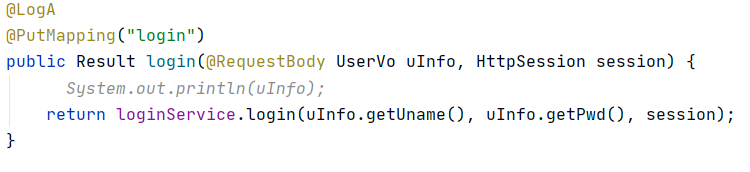 @LogA
@PutMapping("login")
public Result login(@RequestBody UserVo uInfo, HttpSession session) {
System.out.println(uInfo);
return loginService.login(uInfo.getUname(), uInfo.getPwd(), session);
}